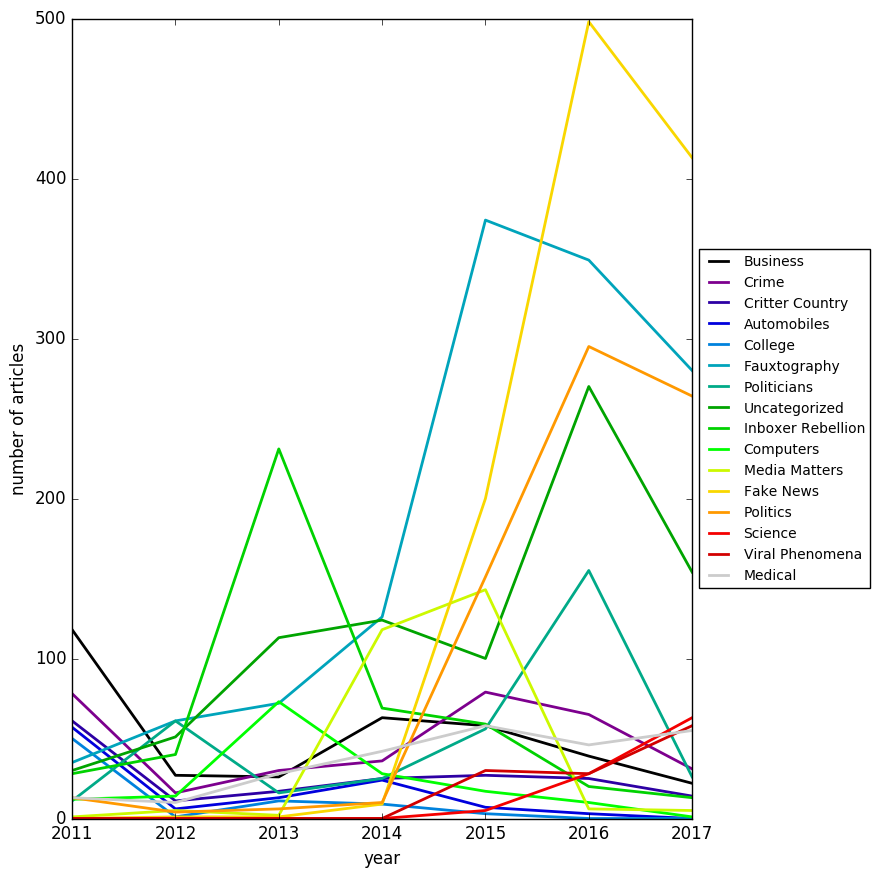 500
400
300
200
100
0
number of articles
2011 2012 2013 2014 2015 2016 2017
year
Business
Crime
Critter Country
Automobiles
College
Fauxtography
Politicians
Uncategorized
Inboxer Rebellion
Computers
Media Matters
Fake News
Politics
Science
Viral Phenomena
Medical